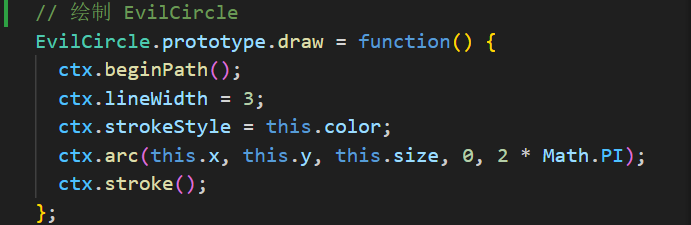 // 绘制 EvilCircle
EvilCircle.prototype.draw = function() {
  ctx.beginPath();
  ctx.lineWidth = 3;
  ctx.strokeStyle = this.color;
  ctx.arc(this.x, this.y, this.size, 0, 2 * Math.PI);
  ctx.stroke();
};